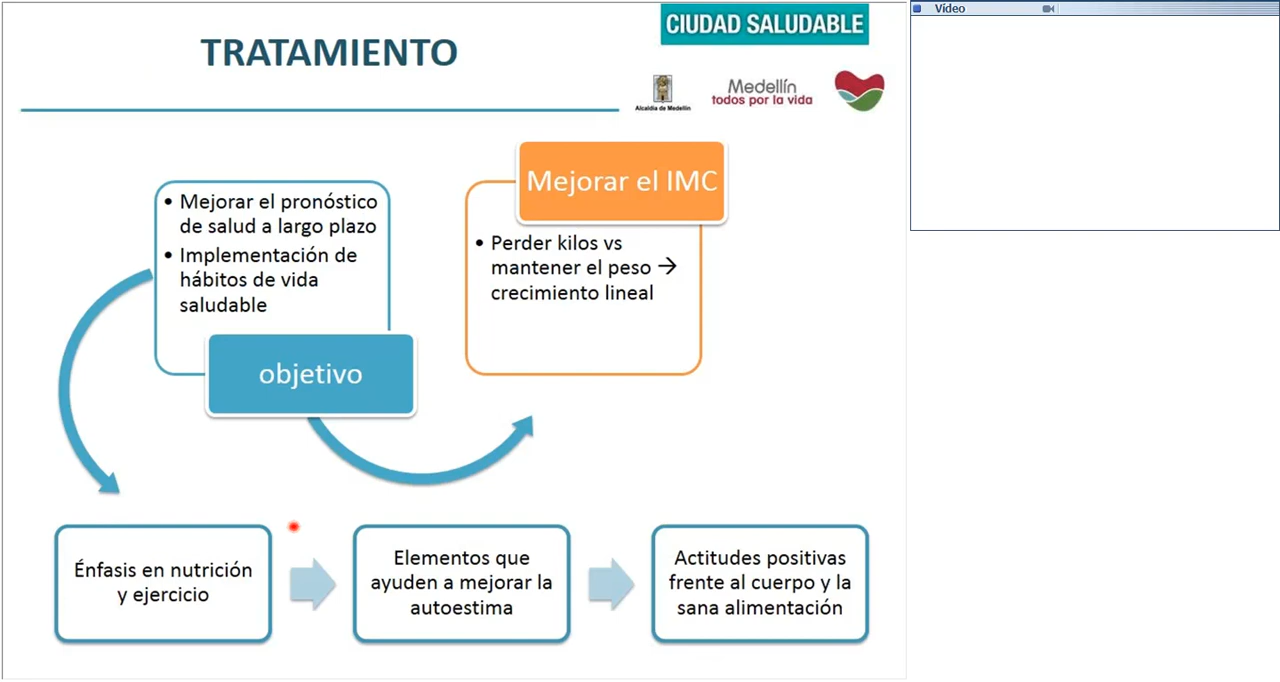 TRATAMIENTO
CIUDAD SALUDABLE
Alcaldía de Medellín
Medellín
todos por la vida
Vídeo
• Mejorar el pronóstico
de salud a largo plazo
• Implementación de
hábitos de vida
saludable
objetivo
Mejorar el IMC
• Perder kilos vs
mantener el peso →
crecimiento lineal
Énfasis en nutrición
y ejercicio
Elementos que
ayuden a mejorar la
autoestima
Actitudes positivas
frente al cuerpo y la
sana alimentación